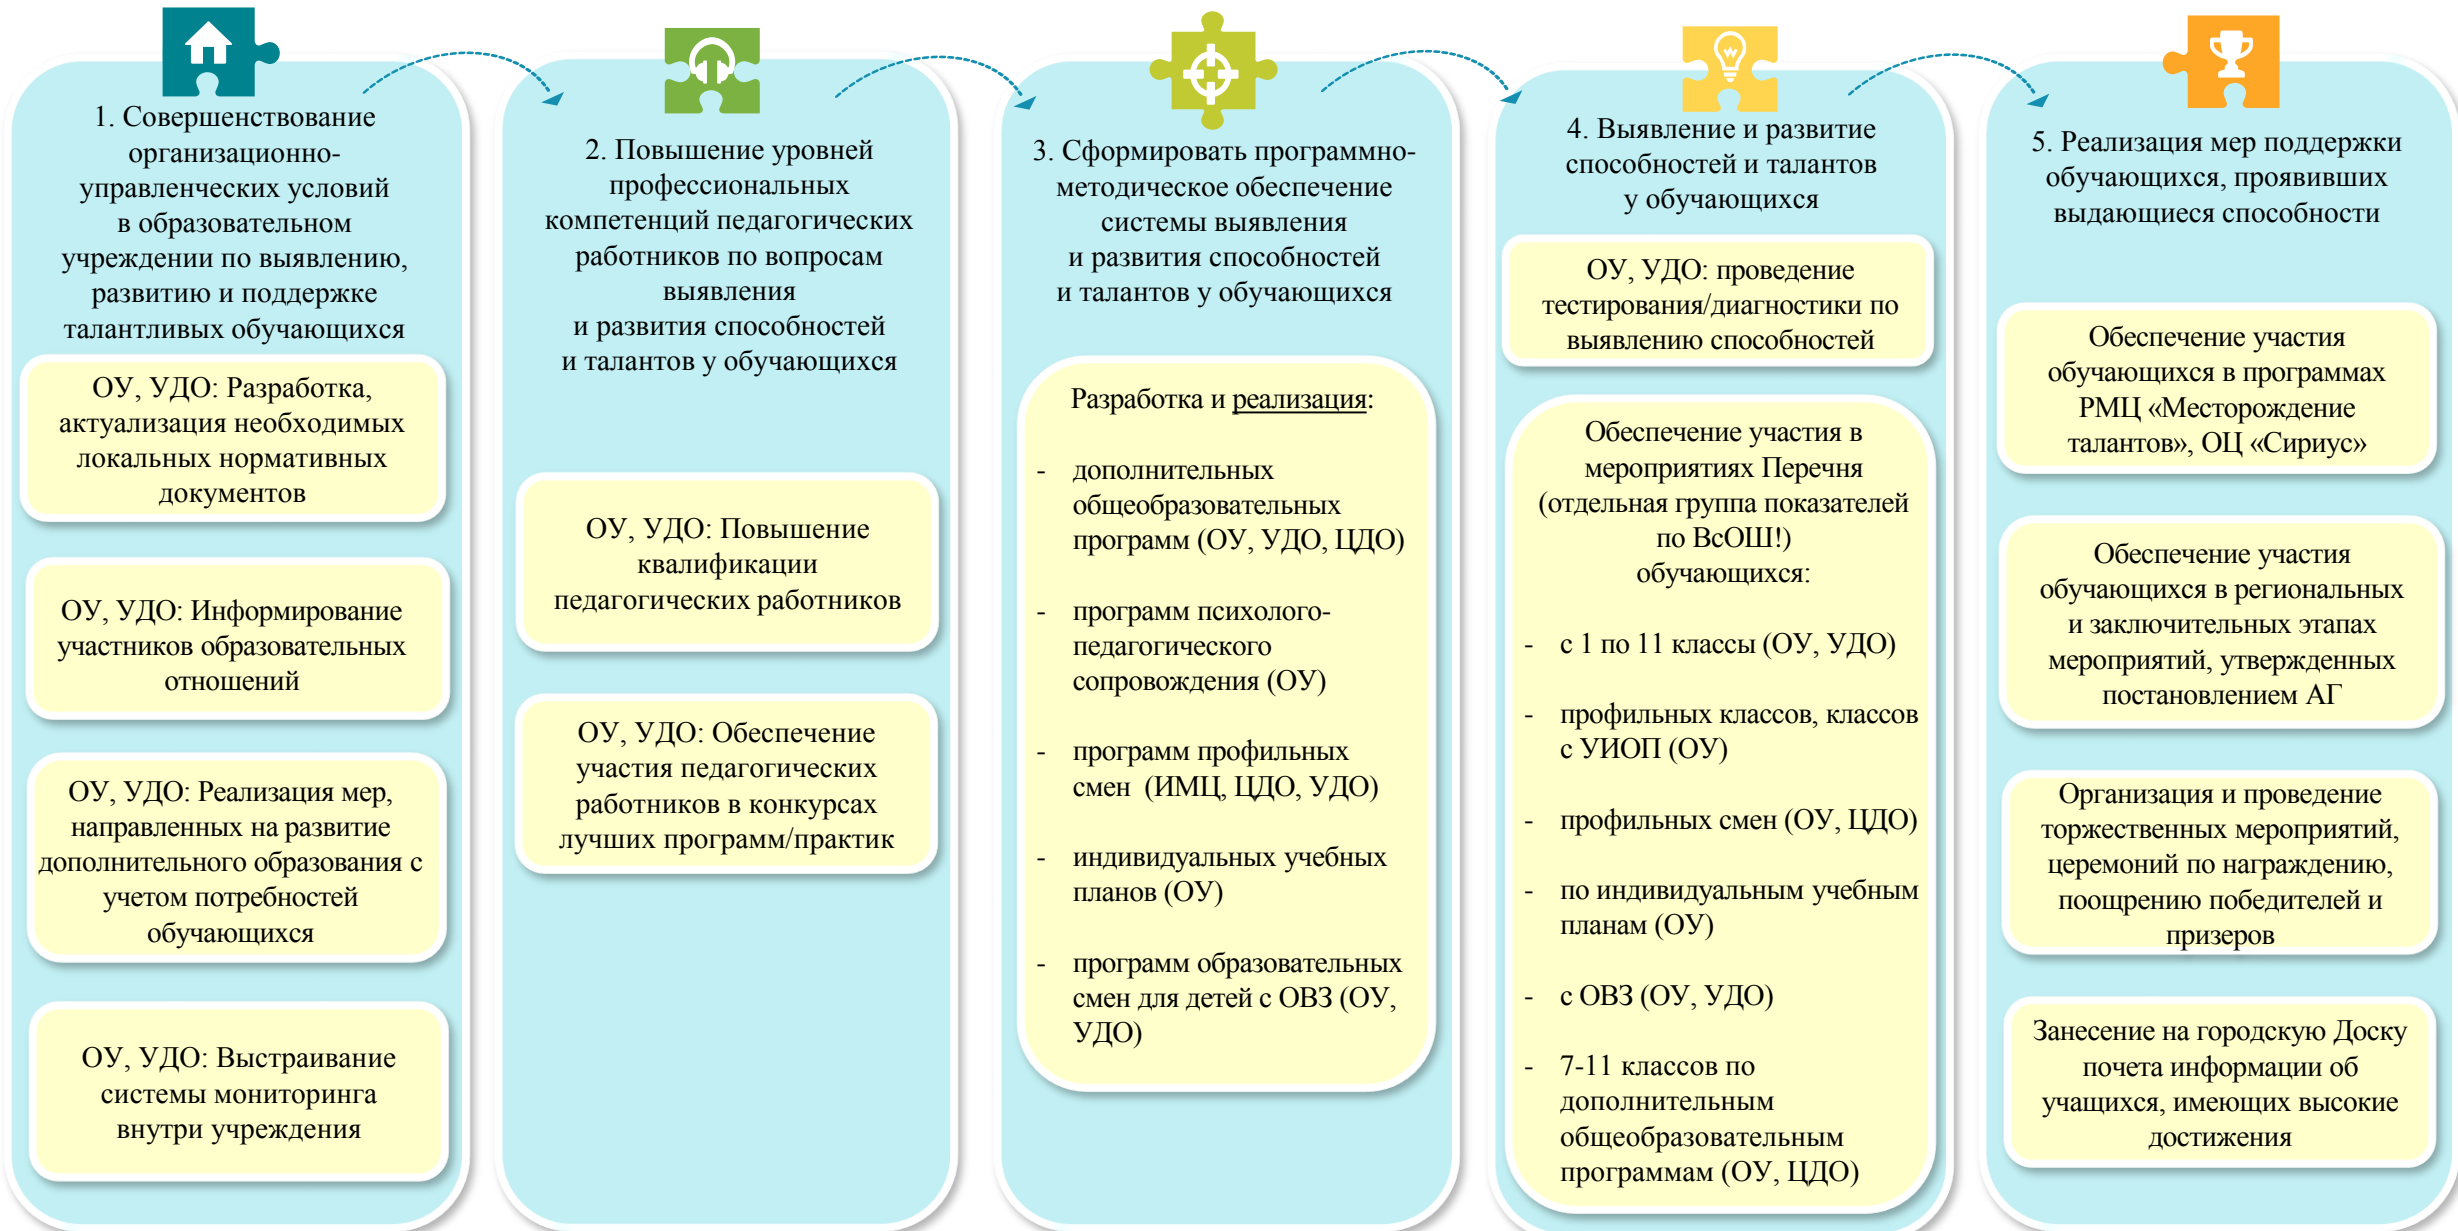 1. Совершенствование
организационно-
управленческих условий
в образовательном
учреждении по выявлению,
развитию и поддержке
талантливых обучающихся
ОУ, УДО: Разработка,
актуализация необходимых
локальных нормативных
документов
ОУ, УДО: Информирование
участников образовательных
отношений
ОУ, УДО: Реализация мер,
направленных на развитие
дополнительного образования с
учетом потребностей
обучающихся
ОУ, УДО: Выстраивание
системы мониторинга
внутри учреждения
2. Повышение уровней
профессиональных
компетенций педагогических
работников по вопросам
выявления
и развития способностей
и талантов у обучающихся
ОУ, УДО: Повышение
квалификации
педагогических работников
ОУ, УДО: Обеспечение
участия педагогических
работников в конкурсах
лучших программ/практик
3. Сформировать программно-
методическое обеспечение
системы выявления
и развития способностей
и талантов у обучающихся
Разработка и реализация:
- дополнительных
общеобразовательных
программ (ОУ, УДО, ЦДО)
- программ психолого-
педагогического
сопровождения (ОУ)
- программ профильных
смен (ИМЦ, ЦДО, УДО)
- индивидуальных учебных
планов (ОУ)
- программ образовательных
смен для детей с ОВЗ (ОУ,
УДО)
4. Выявление и развитие
способностей и талантов
у обучающихся
ОУ, УДО: проведение
тестирования/диагностики по
выявлению способностей
Обеспечение участия в
мероприятиях Перечня
(отдельная группа показателей
по ВсОШ!)
обучающихся:
- с 1 по 11 классы (ОУ, УДО)
- профильных классов, классов
с УИОП (ОУ)
- профильных смен (ОУ, ЦДО)
- по индивидуальным учебным
планам (ОУ)
- с ОВЗ (ОУ, УДО)
- 7-11 классов по
дополнительным
общеобразовательным
программам (ОУ, ЦДО)
5. Реализация мер поддержки
обучающихся, проявивших
выдающиеся способности
Обеспечение участия
обучающихся в программах
РМЦ «Месторождение
талантов», ОЦ «Сириус»
Обеспечение участия
обучающихся в региональных
и заключительных этапах
мероприятий, утвержденных
постановлением АГ
Организация и проведение
торжественных мероприятий,
церемоний по награждению,
поощрению победителей и
призеров
Занесение на городскую Доску
почета информации об
учащихся, имеющих высокие
достижения